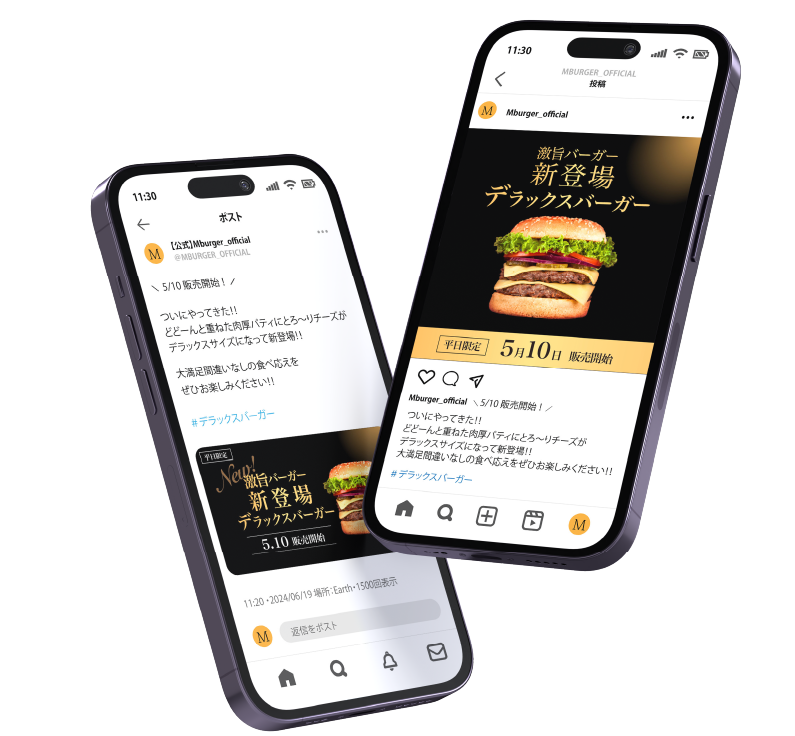 11:30
ポスト
M
【公式】Mburger_official
@MBURGER_OFFICIAL
＼ 5/10 販売開始！ ／
ついにやってきた！！
どどーんと重ねた肉厚パティにとろ〜りチーズが
デラックスサイズになって新登場！！
大満足間違いなしの食べ応えを
ぜひお楽しみください！！
#デラックスバーガー
平日限定
New!
激旨バーガー
新登場
デラックスバーガー
5.10 販売開始
11:20・2024/06/19 場所：Earth・1500回表示
M
返信をポスト
11:30
MBURGER_OFFICIAL
投稿
M
Mburger_official
激旨バーガー
新登場
デラックスバーガー
平日限定 5月10日 販売開始
Mburger_official ＼5/10 販売開始！／
ついにやってきた！！
どどーんと重ねた肉厚パティにとろ〜りチーズが
デラックスサイズになって新登場！！
大満足間違いなしの食べ応えをぜひお楽しみください！！
#デラックスバーガー
M